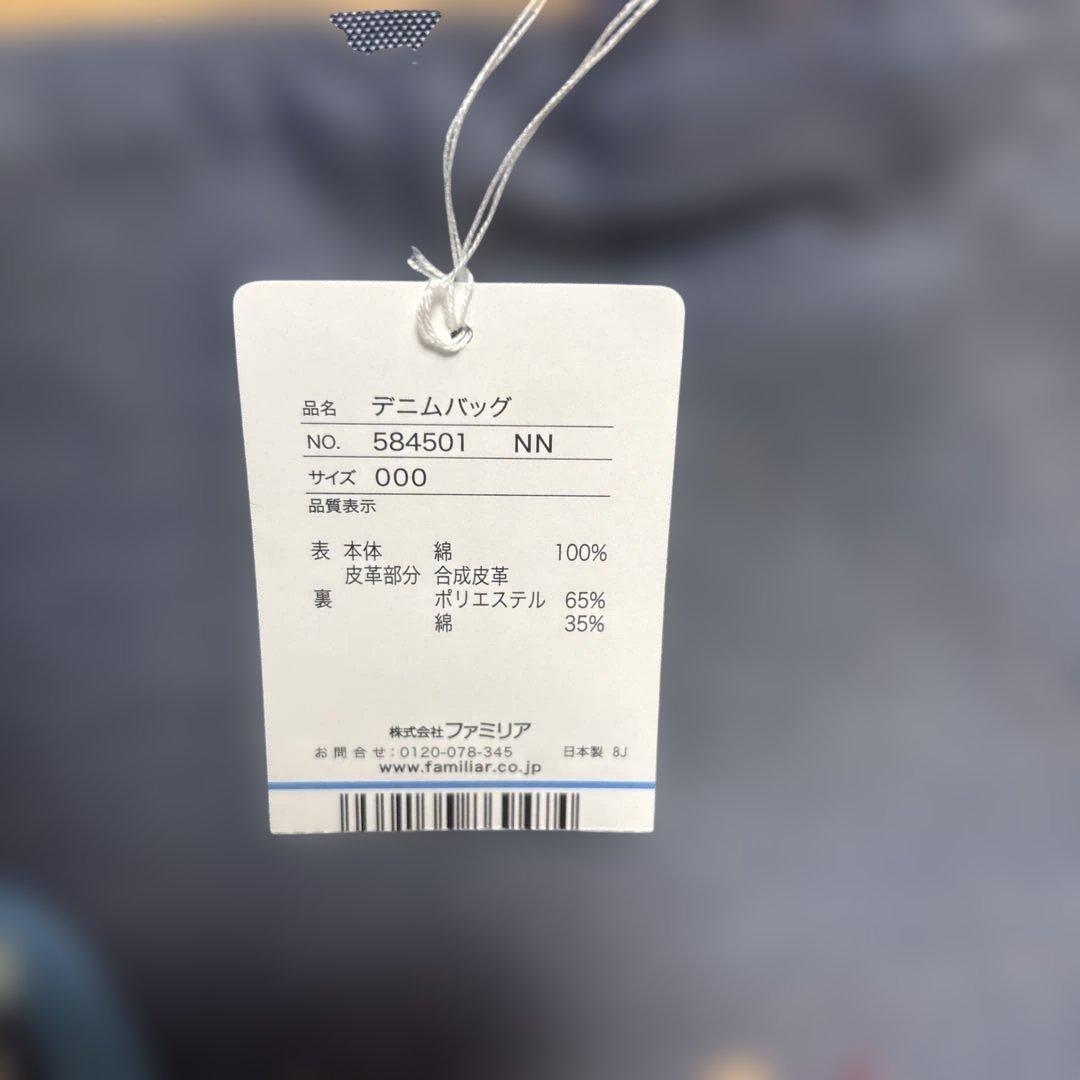 品名 デニムバッグ
NO. 584501 NN
サイズ 000
品質表示
表 本体 綿 100%
皮革部分 合成皮革
裏 ポリエステル 65%
綿 35%
株式会社ファミリア
お問合せ:0120-078-345 日本製 8J
www.familiar.co.jp